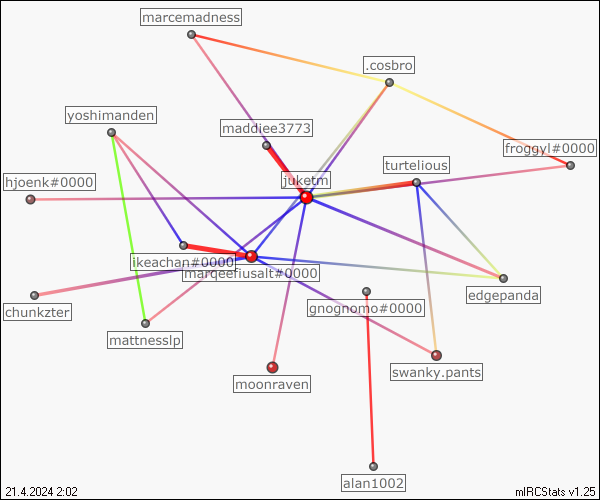 marcemadness
.cosbro
yoshimanden
maddiee3773
froggyl#0000
turtelious
hjoenk#0000
juketm
ikeachan#0000
marqeefiusalt#0000
edgepanda
gnognomo#0000
chunkzter
mattnesslp
swanky.pants
moonraven
alan1002
21.4.2024 2:02
mIRCStats v1.25